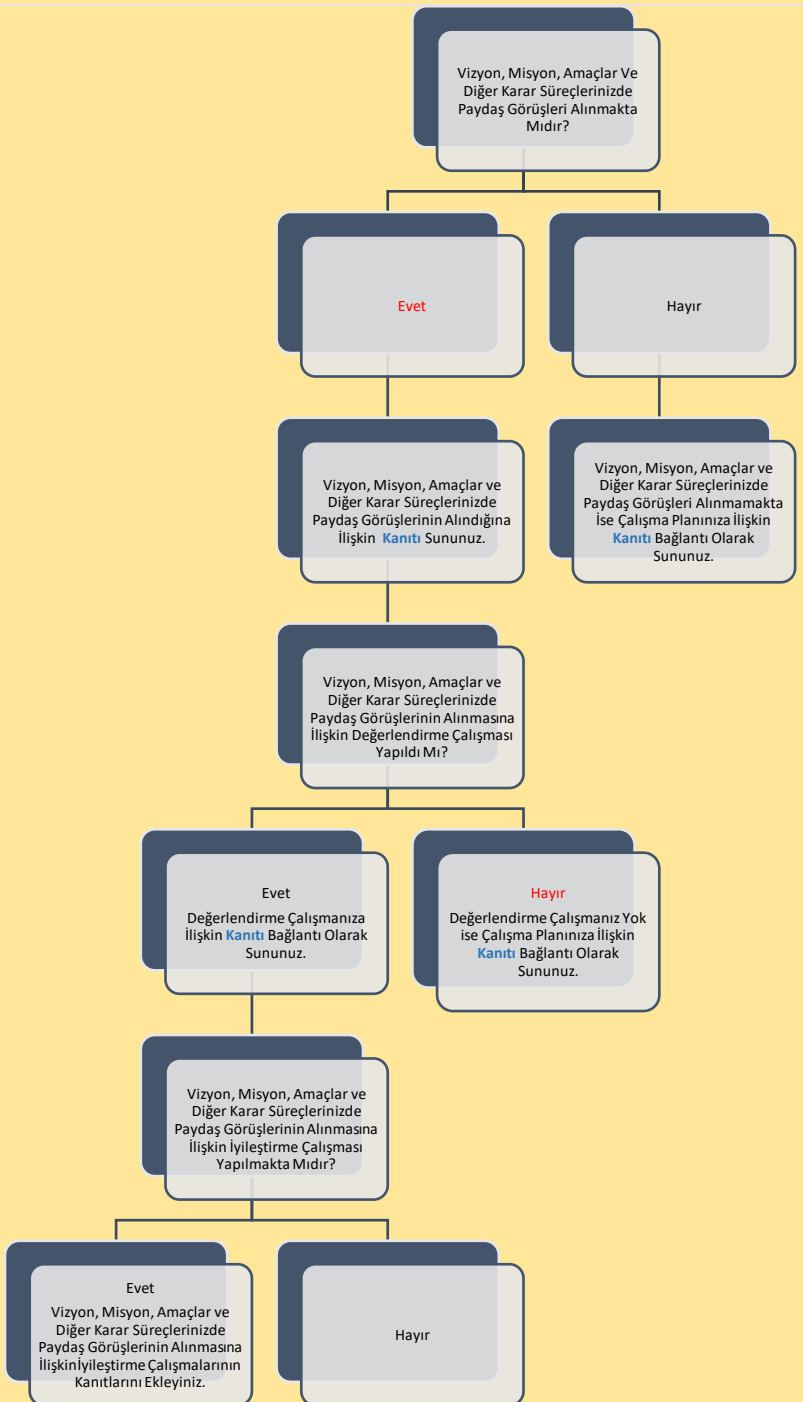 Vizyon, Misyon, Amaçlar Ve
Diğer Karar Süreçlerinizde
Paydaş Görüşleri Alınmakta
Mıdır?
Evet
Hayır
Vizyon, Misyon, Amaçlar ve
Diğer Karar Süreçlerinizde
Paydaş Görüşlerinin Alındığına
İlişkin Kanıtı Sununuz.
Vizyon, Misyon, Amaçlar ve
Diğer Karar Süreçlerinizde
Paydaş Görüşleri Alınmamakta
İse Çalışma Planınıza İlişkin
Kanıtı Bağlantı Olarak
Sununuz.
Vizyon, Misyon, Amaçlar ve
Diğer Karar Süreçlerinizde
Paydaş Görüşlerinin Alınmasına
İlişkin Değerlendirme Çalışması
Yapıldı Mı?
Evet
Değerlendirme Çalışmanıza
İlişkin Kanıtı Bağlantı Olarak
Sununuz.
Hayır
Değerlendirme Çalışmanız Yok
ise Çalışma Planınıza İlişkin
Kanıtı Bağlantı Olarak
Sununuz.
Vizyon, Misyon, Amaçlar ve
Diğer Karar Süreçlerinizde
Paydaş Görüşlerinin Alınmasına
İlişkin İyileştirme Çalışması
Yapılmakta Mıdır?
Evet
Vizyon, Misyon, Amaçlar ve
Diğer Karar Süreçlerinizde
Paydaş Görüşlerinin Alınmasına
İlişkin İyileştirme Çalışmalarının
Kanıtlarını Ekleyiniz.
Hayır